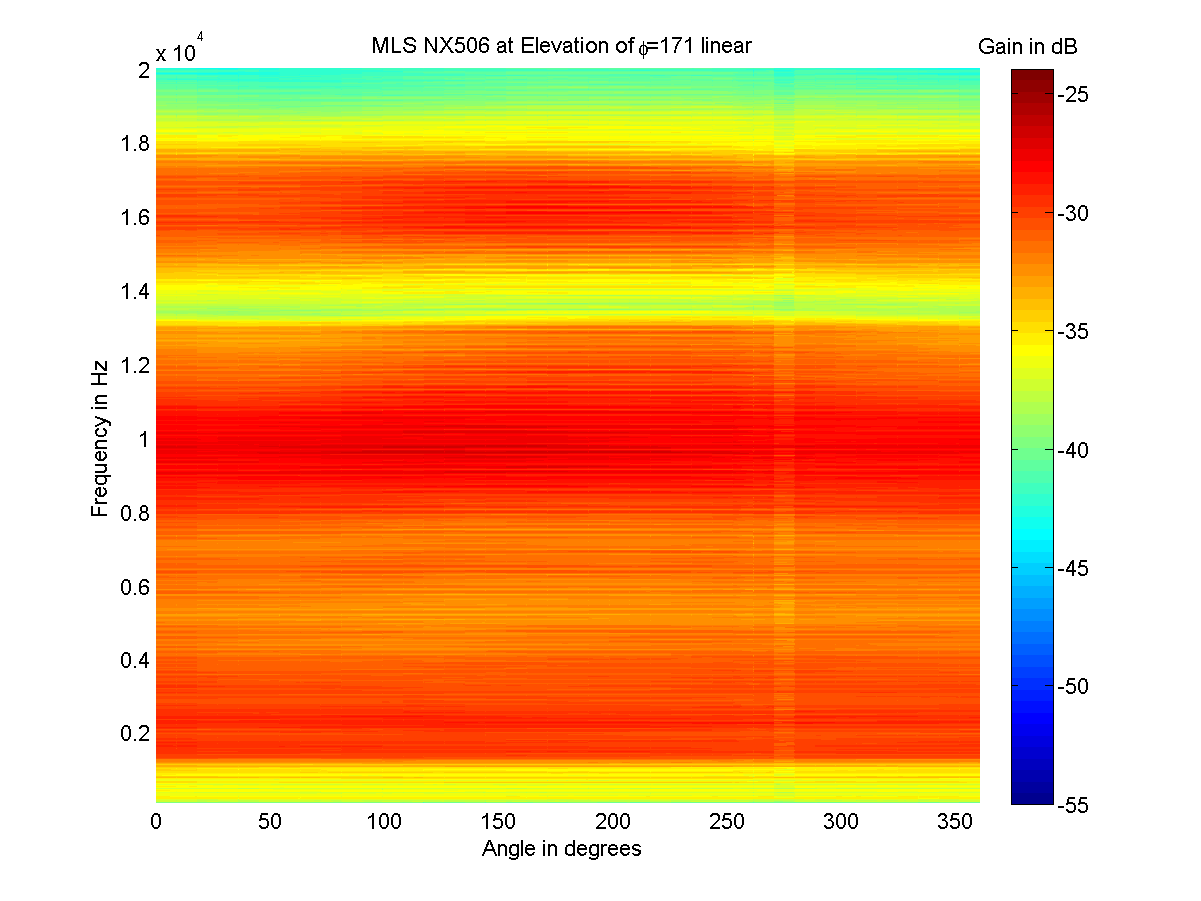 MLS NX506 at Elevation of ϕ=171 linear
Gain in dB
x 10^4
2
1.8
1.6
1.4
1.2
1
0.8
0.6
0.4
0.2
Frequency in Hz
0 50 100 150 200 250 300 350
Angle in degrees
-25
-30
-35
-40
-45
-50
-55